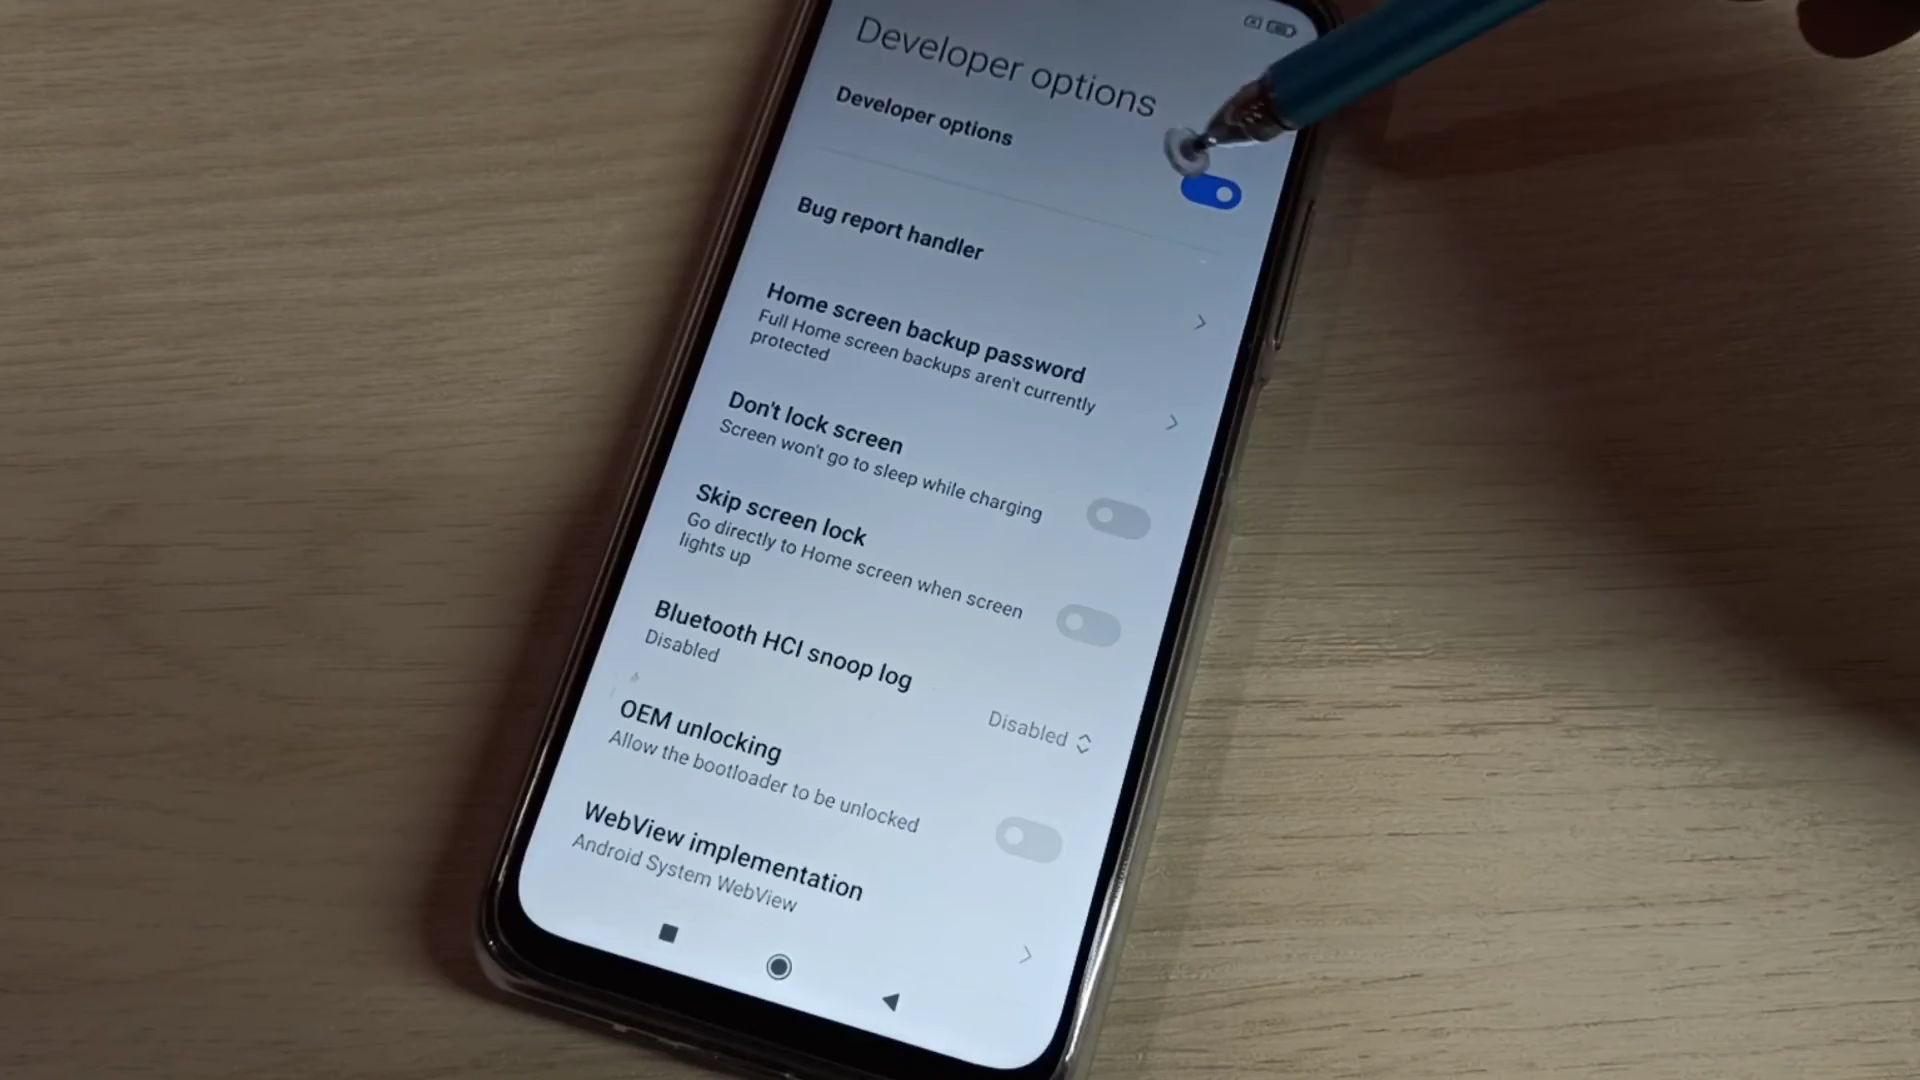 Developer options
Developer options
Bug report handler
Home screen backup password
Full Home screen backups aren't currently
protected
Don't lock screen
Screen won't go to sleep while charging
Skip screen lock
Go directly to Home screen when screen
lights up
Bluetooth HCI snoop log
Disabled
Disabled
OEM unlocking
Allow the bootloader to be unlocked
WebView implementation
Android System WebView